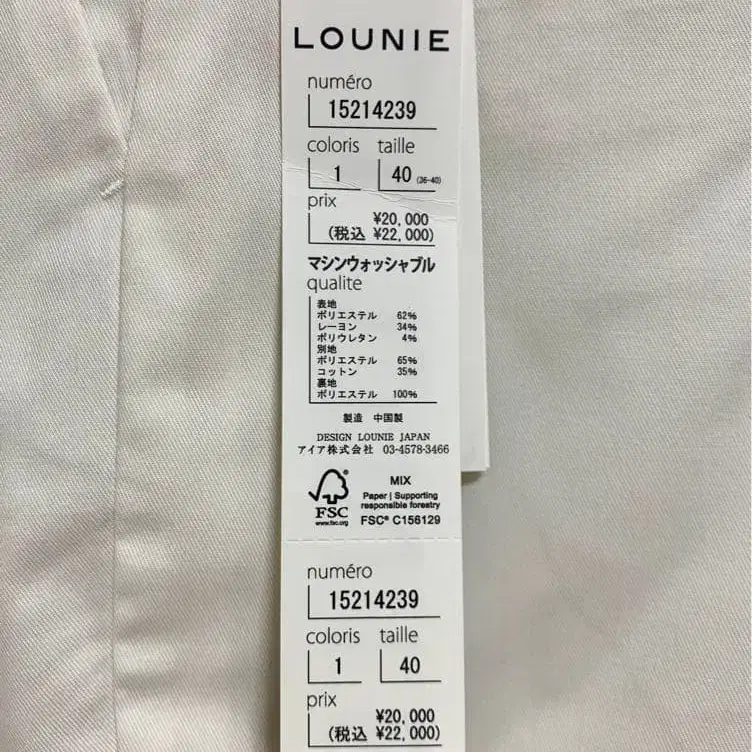 LOUNIE
numéro
15214239
coloris taille
1 40 (36-40)
prix
¥20,000
(税込 ¥22,000)
マシンウォッシャブル
qualite
表地
ポリエステル 62%
レーヨン 34%
ポリウレタン 4%
別地
ポリエステル 65%
コットン 35%
裏地
ポリエステル 100%
製造 中国製
DESIGN LOUNIE JAPAN
アイア株式会社 03-4578-3466
MIX
Paper | Supporting
responsible forestry
FSC® C156129
FSC
www.fsc.org
numéro
15214239
coloris taille
1 40
prix
¥20,000
(税込 ¥22,000)